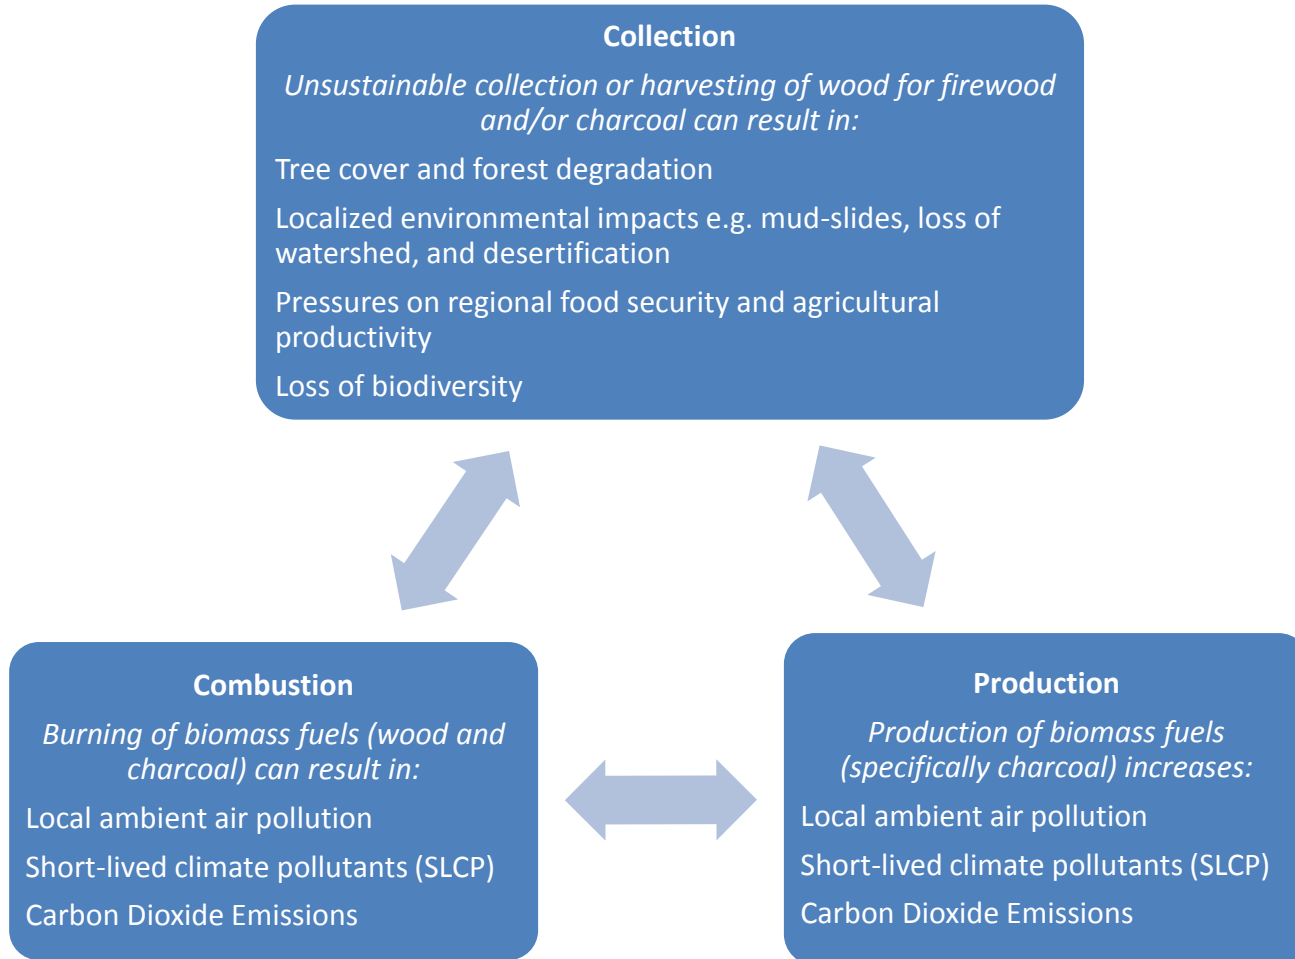 Collection
Unsustainable collection or harvesting of wood for firewood
and/or charcoal can result in:
Tree cover and forest degradation
Localized environmental impacts e.g. mud-slides, loss of
watershed, and desertification
Pressures on regional food security and agricultural
productivity
Loss of biodiversity
Combustion
Burning of biomass fuels (wood and
charcoal) can result in:
Local ambient air pollution
Short-lived climate pollutants (SLCP)
Carbon Dioxide Emissions
Production
Production of biomass fuels
(specifically charcoal) increases:
Local ambient air pollution
Short-lived climate pollutants (SLCP)
Carbon Dioxide Emissions